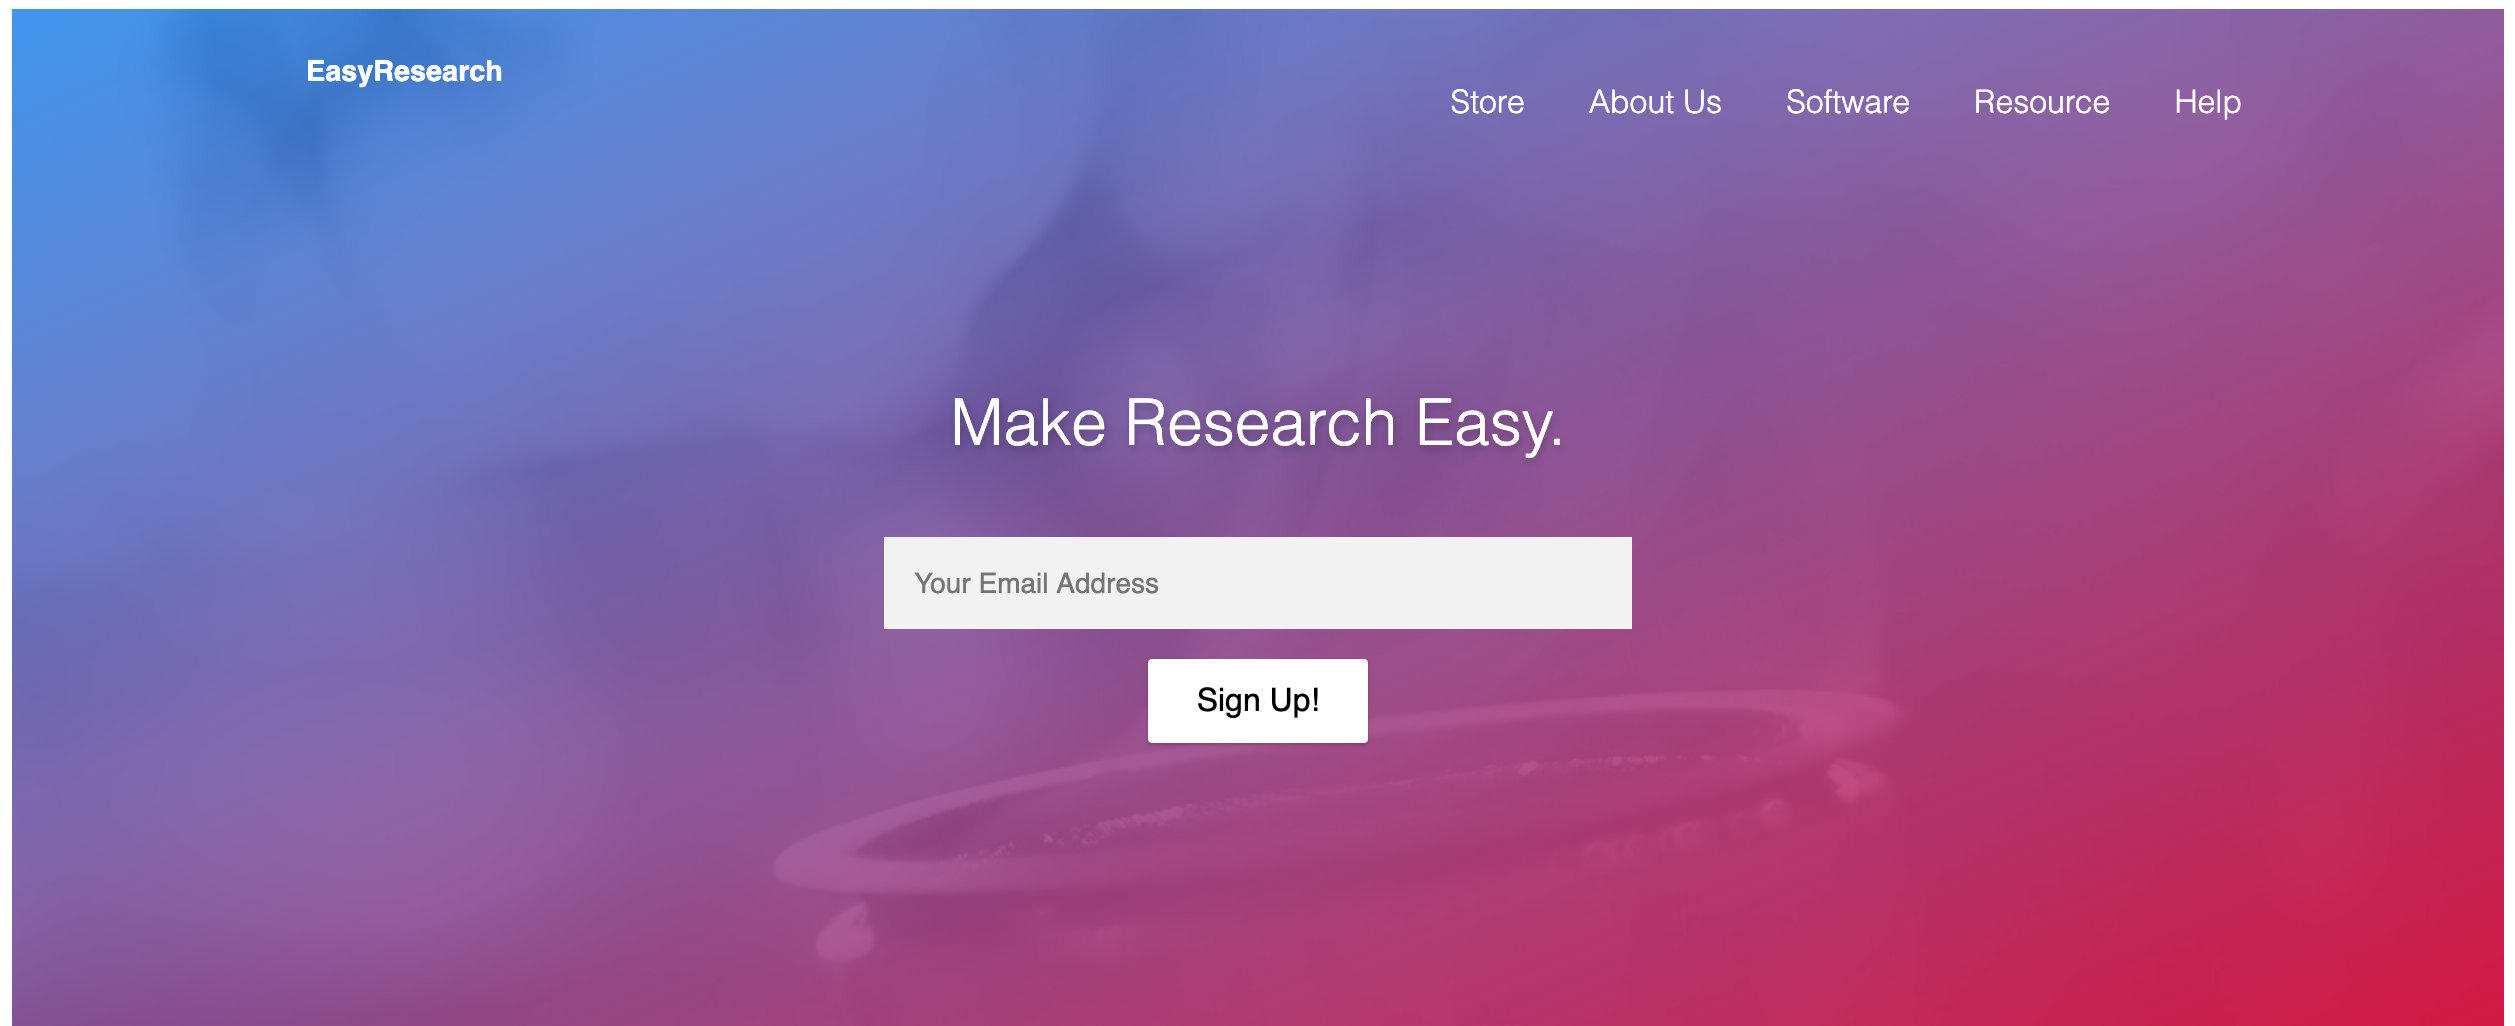 EasyResearch
Store About Us Software Resource Help
Make Research Easy.
Your Email Address
Sign Up!